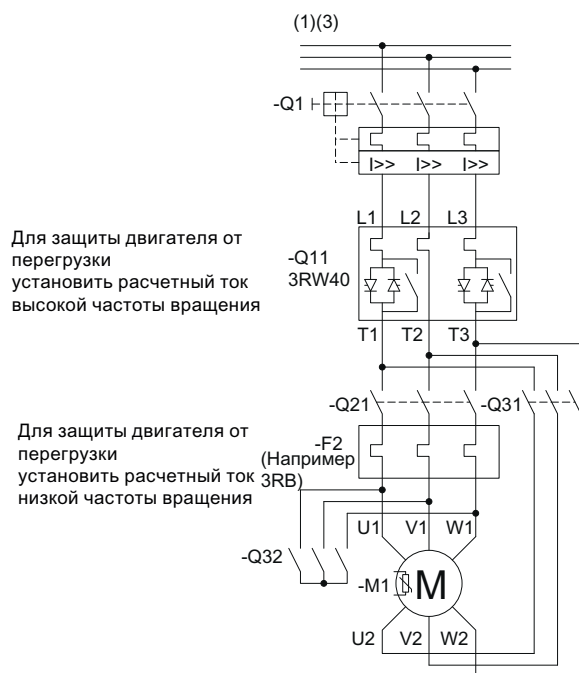 (1)(3)
-Q1
I>> I>> I>>
L1 L2 L3
Для защиты двигателя от
перегрузки
установить расчетный ток
высокой частоты вращения
-Q11
3RW40
T1 T2 T3
-Q21
-Q31
Для защиты двигателя от
перегрузки
установить расчетный ток
низкой частоты вращения
-F2
(Например
3RB)
U1 V1 W1
-Q32
-M1
M
U2 V2 W2